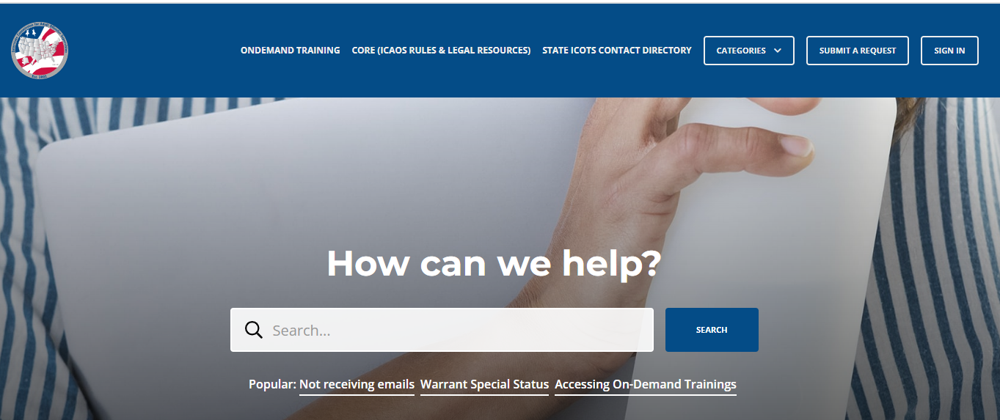 ONDEMAND TRAINING CORE (ICAOS RULES & LEGAL RESOURCES) STATE ICOTS CONTACT DIRECTORY CATEGORIES SUBMIT A REQUEST SIGN IN
How can we help?
Search... SEARCH
Popular: Not receiving emails Warrant Special Status Accessing On-Demand Trainings